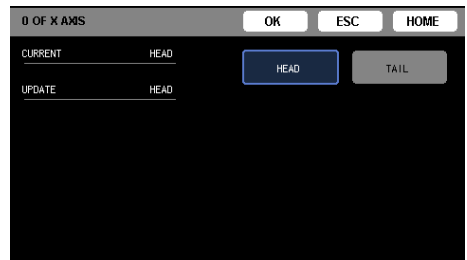 0 OF X AXIS OK ESC HOME
CURRENT HEAD
HEAD TAIL
UPDATE HEAD